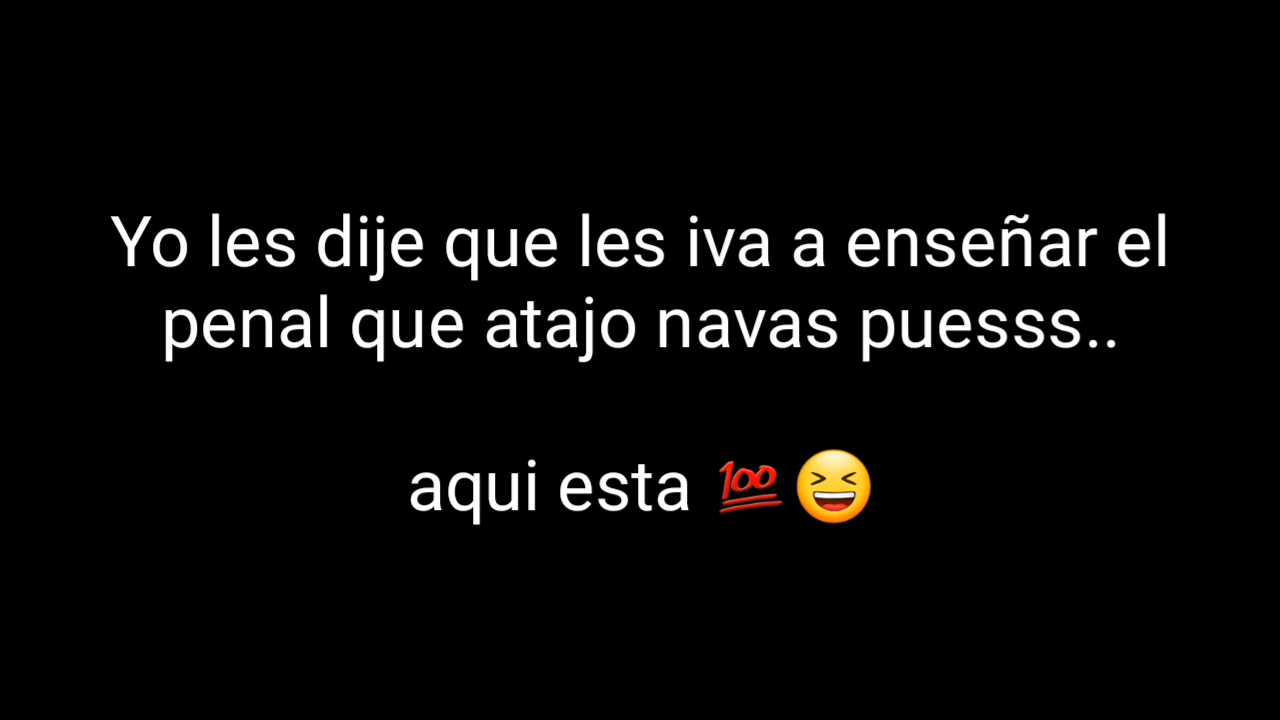 Yo les dije que les iva a enseñar el
penal que atajo navas puesss..
aqui esta 💯😆